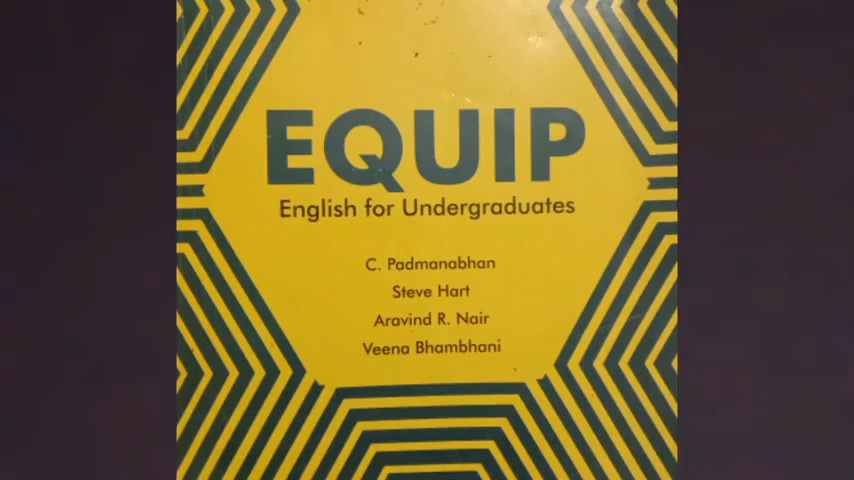 EQUIP
English for Undergraduates
C. Padmanabhan
Steve Hart
Aravind R. Nair
Veena Bhambhani